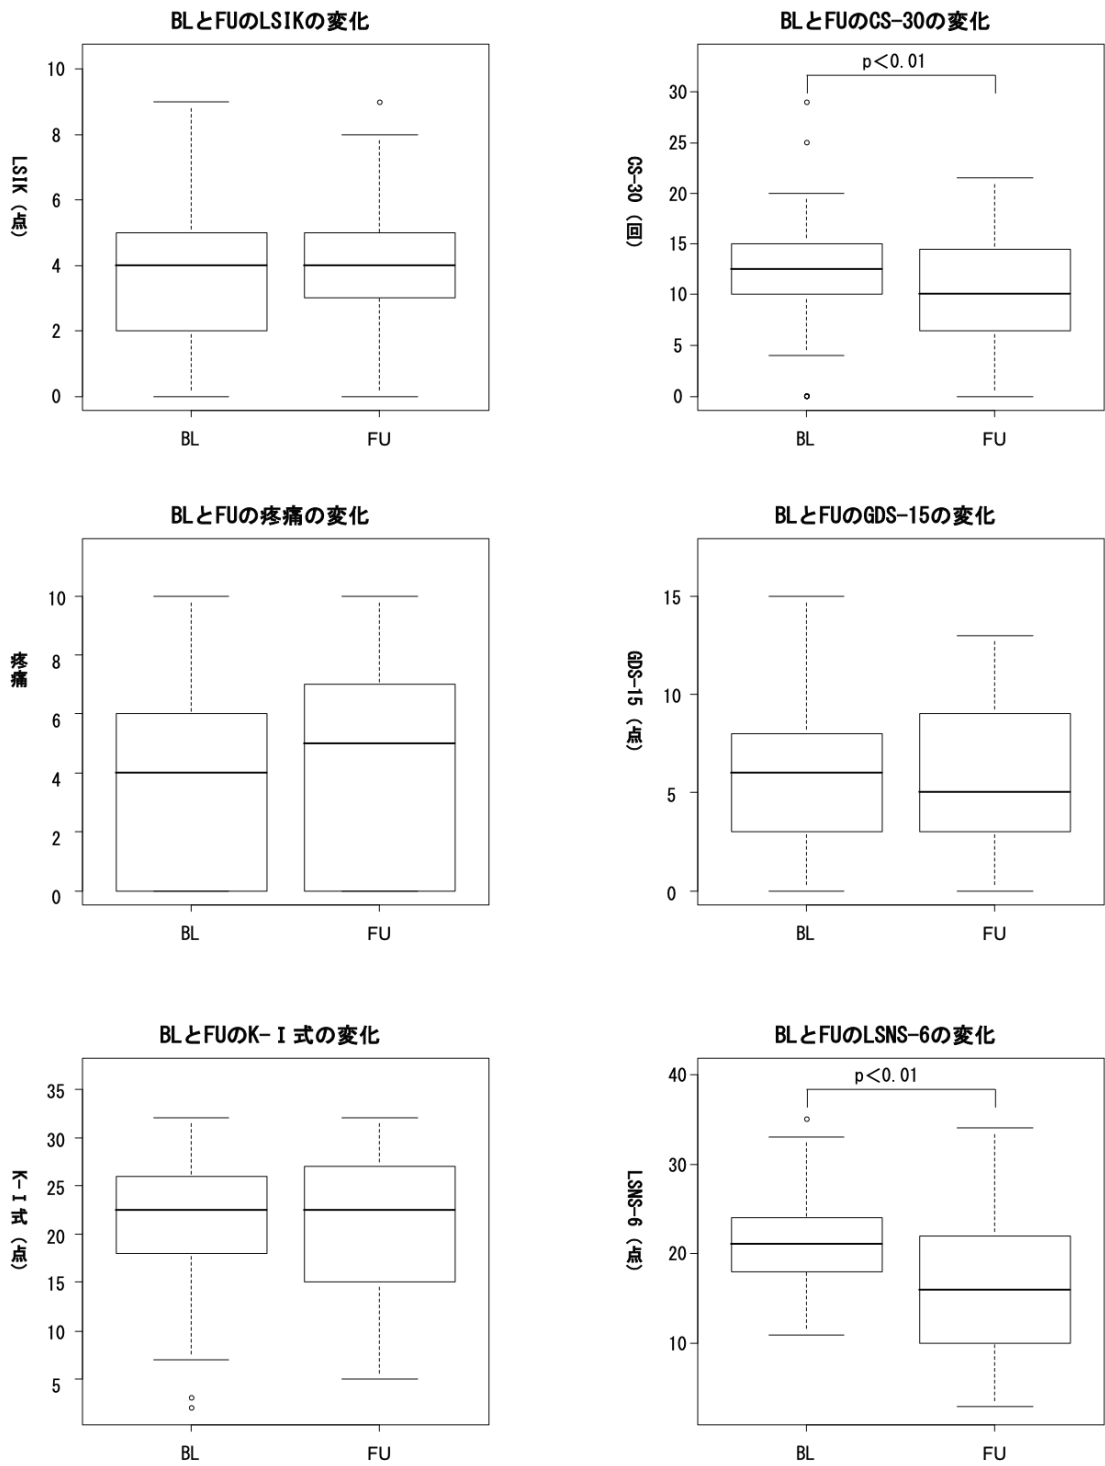 BLとFUのLSIKの変化
LSIK（点）
10
8
6
4
2
0
BL
FU
BLとFUのCS-30の変化
p＜0.01
CS-30（回）
30
25
20
15
10
5
0
BL
FU
BLとFUの疼痛の変化
疼痛
10
8
6
4
2
0
BL
FU
BLとFUのGDS-15の変化
GDS-15（点）
15
10
5
0
BL
FU
BLとFUのK-Ⅰ式の変化
K-Ⅰ式（点）
35
30
25
20
15
10
5
BL
FU
BLとFUのLSNS-6の変化
p＜0.01
LSNS-6（点）
40
30
20
10
BL
FU